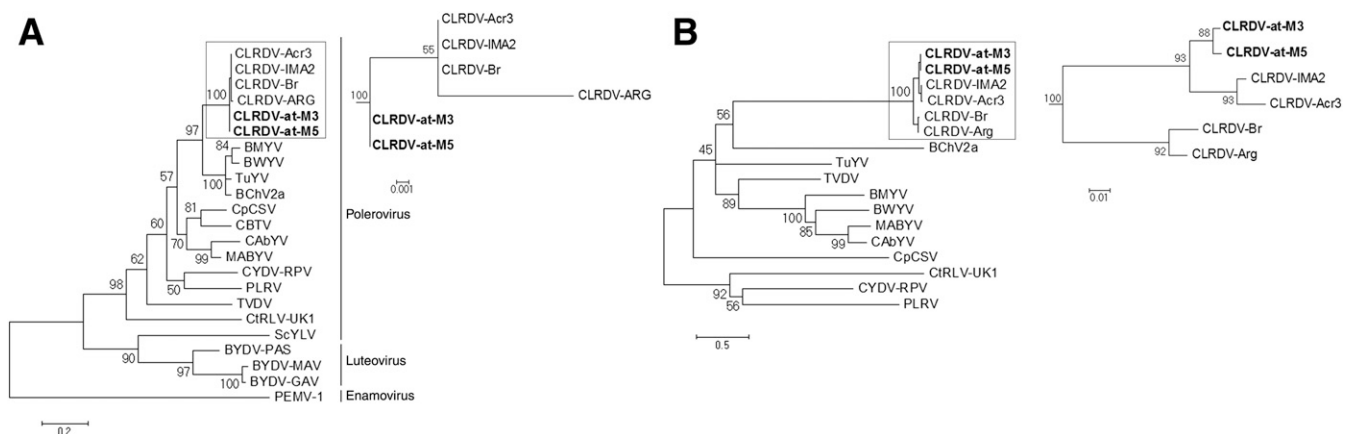 A
CLRDV-Acr3
CLRDV-IMA2
CLRDV-Br
CLRDV-ARG
CLRDV-at-M3
CLRDV-at-M5
BMYV
BWYV
TuYV
BChV2a
CpCSV
CBTV
CAbYV
MABYV
CYDV-RPV
PLRV
TVDV
CtRLV-UK1
ScYLV
BYDV-PAS
BYDV-MAV
BYDV-GAV
PEMV-1
100
97
84
100
57
81
70
99
60
50
62
98
90
97
100
0.2
Polerovirus
Luteovirus
Enamovirus
CLRDV-Acr3
CLRDV-IMA2
CLRDV-Br
CLRDV-ARG
CLRDV-at-M3
CLRDV-at-M5
55
100
0.001
B
CLRDV-at-M3
CLRDV-at-M5
CLRDV-IMA2
CLRDV-Acr3
CLRDV-Br
CLRDV-Arg
BChV2a
TuYV
TVDV
BMYV
BWYV
MABYV
CAbYV
CpCSV
CtRLV-UK1
CYDV-RPV
PLRV
100
56
45
89
100
85
99
92
56
0.5
CLRDV-at-M3
CLRDV-at-M5
CLRDV-IMA2
CLRDV-Acr3
CLRDV-Br
CLRDV-Arg
88
93
93
100
92
0.01